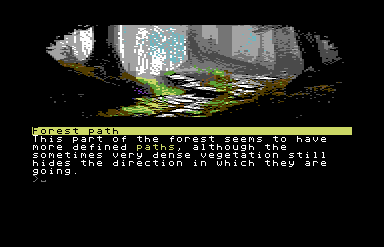 Forest path
This part of the forest seems to have
more defined paths, although the
sometimes very dense vegetation still
hides the direction in which they are
going.
>_